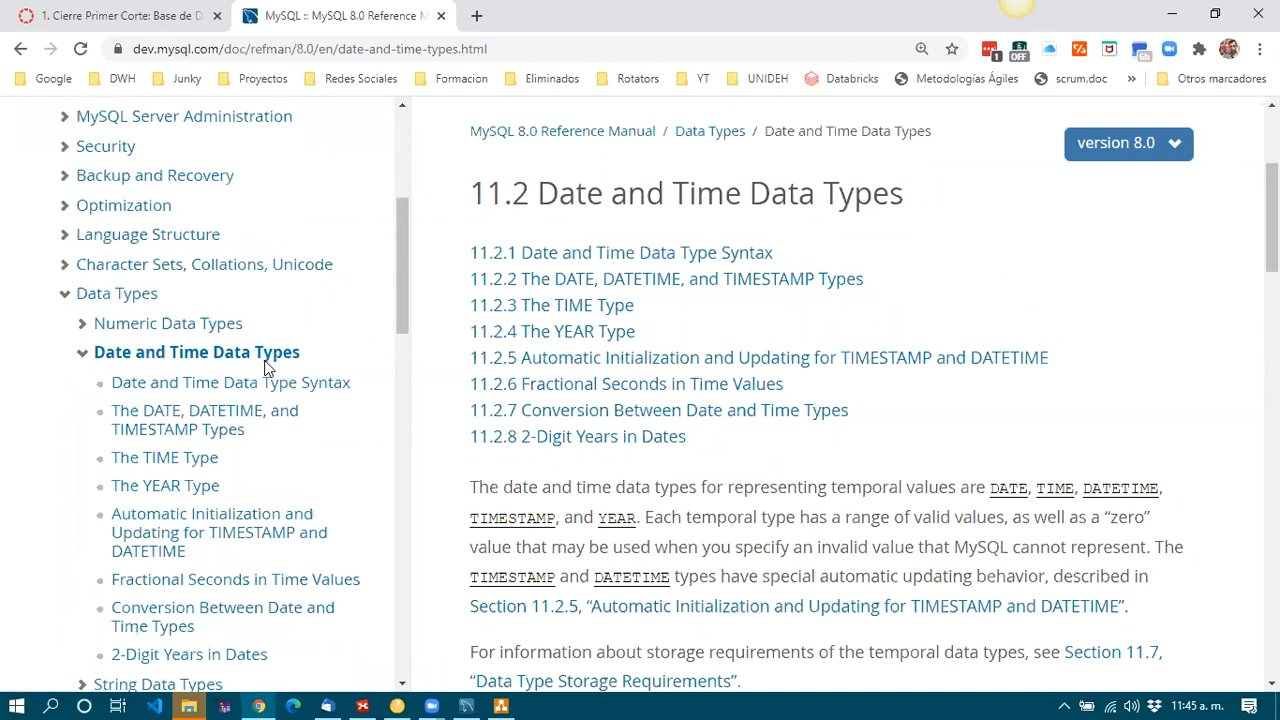 1. Cierre Primer Corte: Base de D
MySQL :: MySQL 8.0 Reference M
dev.mysql.com/doc/refman/8.0/en/date-and-time-types.html
1
OFF
6h
Google
DWH
Junky
Proyectos
Redes Sociales
Formacion
Eliminados
Rotators
YT
UNIDEH
Databricks
Metodologías Ágiles
scrum.doc
»
Otros marcadores
MySQL Server Administration
Security
Backup and Recovery
Optimization
Language Structure
Character Sets, Collations, Unicode
Data Types
Numeric Data Types
Date and Time Data Types
Date and Time Data Type Syntax
The DATE, DATETIME, and
TIMESTAMP Types
The TIME Type
The YEAR Type
Automatic Initialization and
Updating for TIMESTAMP and
DATETIME
Fractional Seconds in Time Values
Conversion Between Date and
Time Types
2-Digit Years in Dates
String Data Types
MySQL 8.0 Reference Manual / Data Types / Date and Time Data Types
version 8.0
11.2 Date and Time Data Types
11.2.1 Date and Time Data Type Syntax
11.2.2 The DATE, DATETIME, and TIMESTAMP Types
11.2.3 The TIME Type
11.2.4 The YEAR Type
11.2.5 Automatic Initialization and Updating for TIMESTAMP and DATETIME
11.2.6 Fractional Seconds in Time Values
11.2.7 Conversion Between Date and Time Types
11.2.8 2-Digit Years in Dates
The date and time data types for representing temporal values are DATE, TIME, DATETIME,
TIMESTAMP, and YEAR. Each temporal type has a range of valid values, as well as a “zero”
value that may be used when you specify an invalid value that MySQL cannot represent. The
TIMESTAMP and DATETIME types have special automatic updating behavior, described in
Section 11.2.5, “Automatic Initialization and Updating for TIMESTAMP and DATETIME”.
For information about storage requirements of the temporal data types, see Section 11.7,
“Data Type Storage Requirements”.
11:45 a. m.